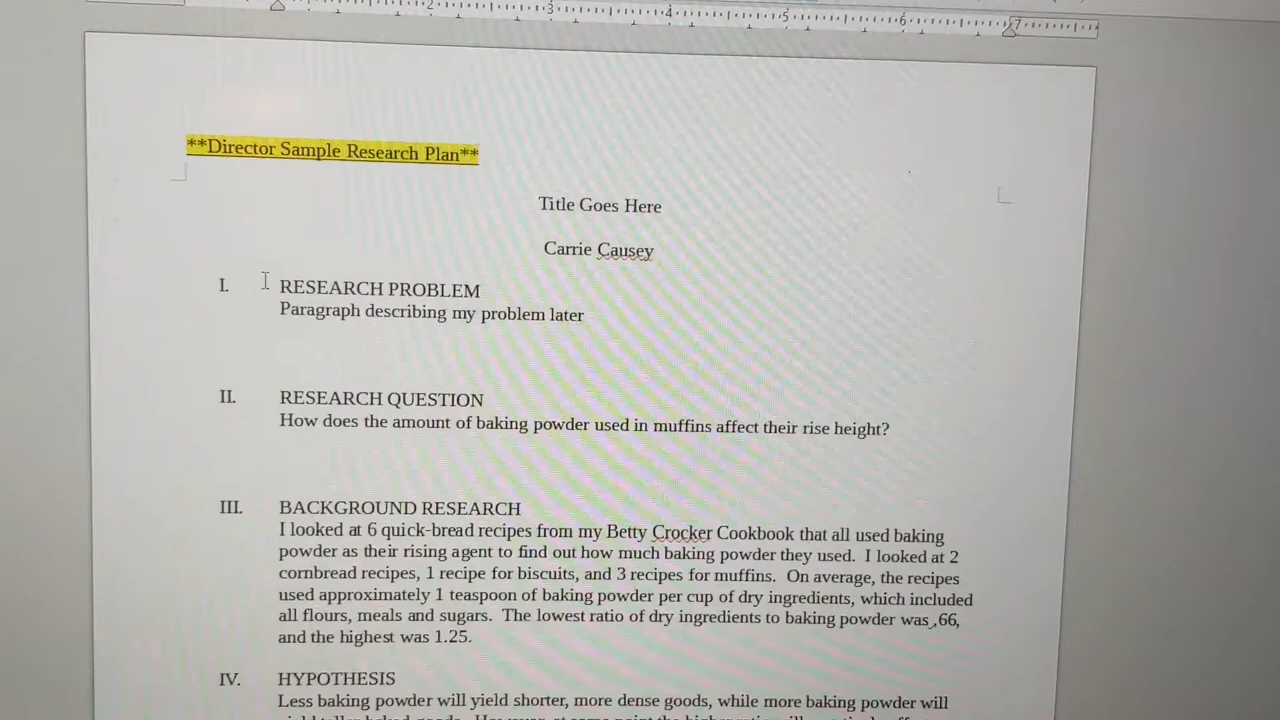 2 3 4 5 6 7
**Director Sample Research Plan**
Title Goes Here
Carrie Causey
I. RESEARCH PROBLEM
Paragraph describing my problem later
II. RESEARCH QUESTION
How does the amount of baking powder used in muffins affect their rise height?
III. BACKGROUND RESEARCH
I looked at 6 quick-bread recipes from my Betty Crocker Cookbook that all used baking
powder as their rising agent to find out how much baking powder they used. I looked at 2
cornbread recipes, 1 recipe for biscuits, and 3 recipes for muffins. On average, the recipes
used approximately 1 teaspoon of baking powder per cup of dry ingredients, which included
all flours, meals and sugars. The lowest ratio of dry ingredients to baking powder was .66,
and the highest was 1.25.
IV. HYPOTHESIS
Less baking powder will yield shorter, more dense goods, while more baking powder will